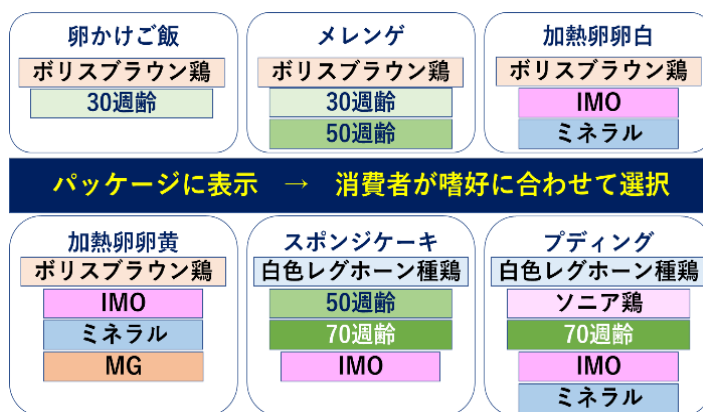 卵かけご飯
ボリスブラウン鶏
30週齢
メレンゲ
ボリスブラウン鶏
30週齢
50週齢
加熱卵卵白
ボリスブラウン鶏
IMO
ミネラル
パッケージに表示 → 消費者が嗜好に合わせて選択
加熱卵卵黄
ボリスブラウン鶏
IMO
ミネラル
MG
スポンジケーキ
白色レグホーン種鶏
50週齢
70週齢
IMO
プディング
白色レグホーン種鶏
ソニア鶏
70週齢
IMO
ミネラル